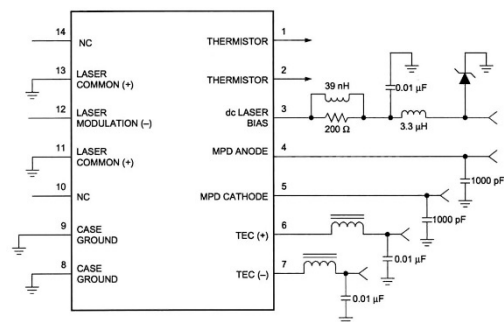 14
NC
13
LASER
COMMON (+)
12
LASER
MODULATION (–)
11
LASER
COMMON (+)
10
NC
9
CASE
GROUND
8
CASE
GROUND
THERMISTOR
1
THERMISTOR
2
dc LASER
BIAS
3
MPD ANODE
4
MPD CATHODE
5
TEC (+)
6
TEC (–)
7
39 nH
200 Ω
0.01 μF
3.3 μH
1000 pF
1000 pF
0.01 μF
0.01 μF